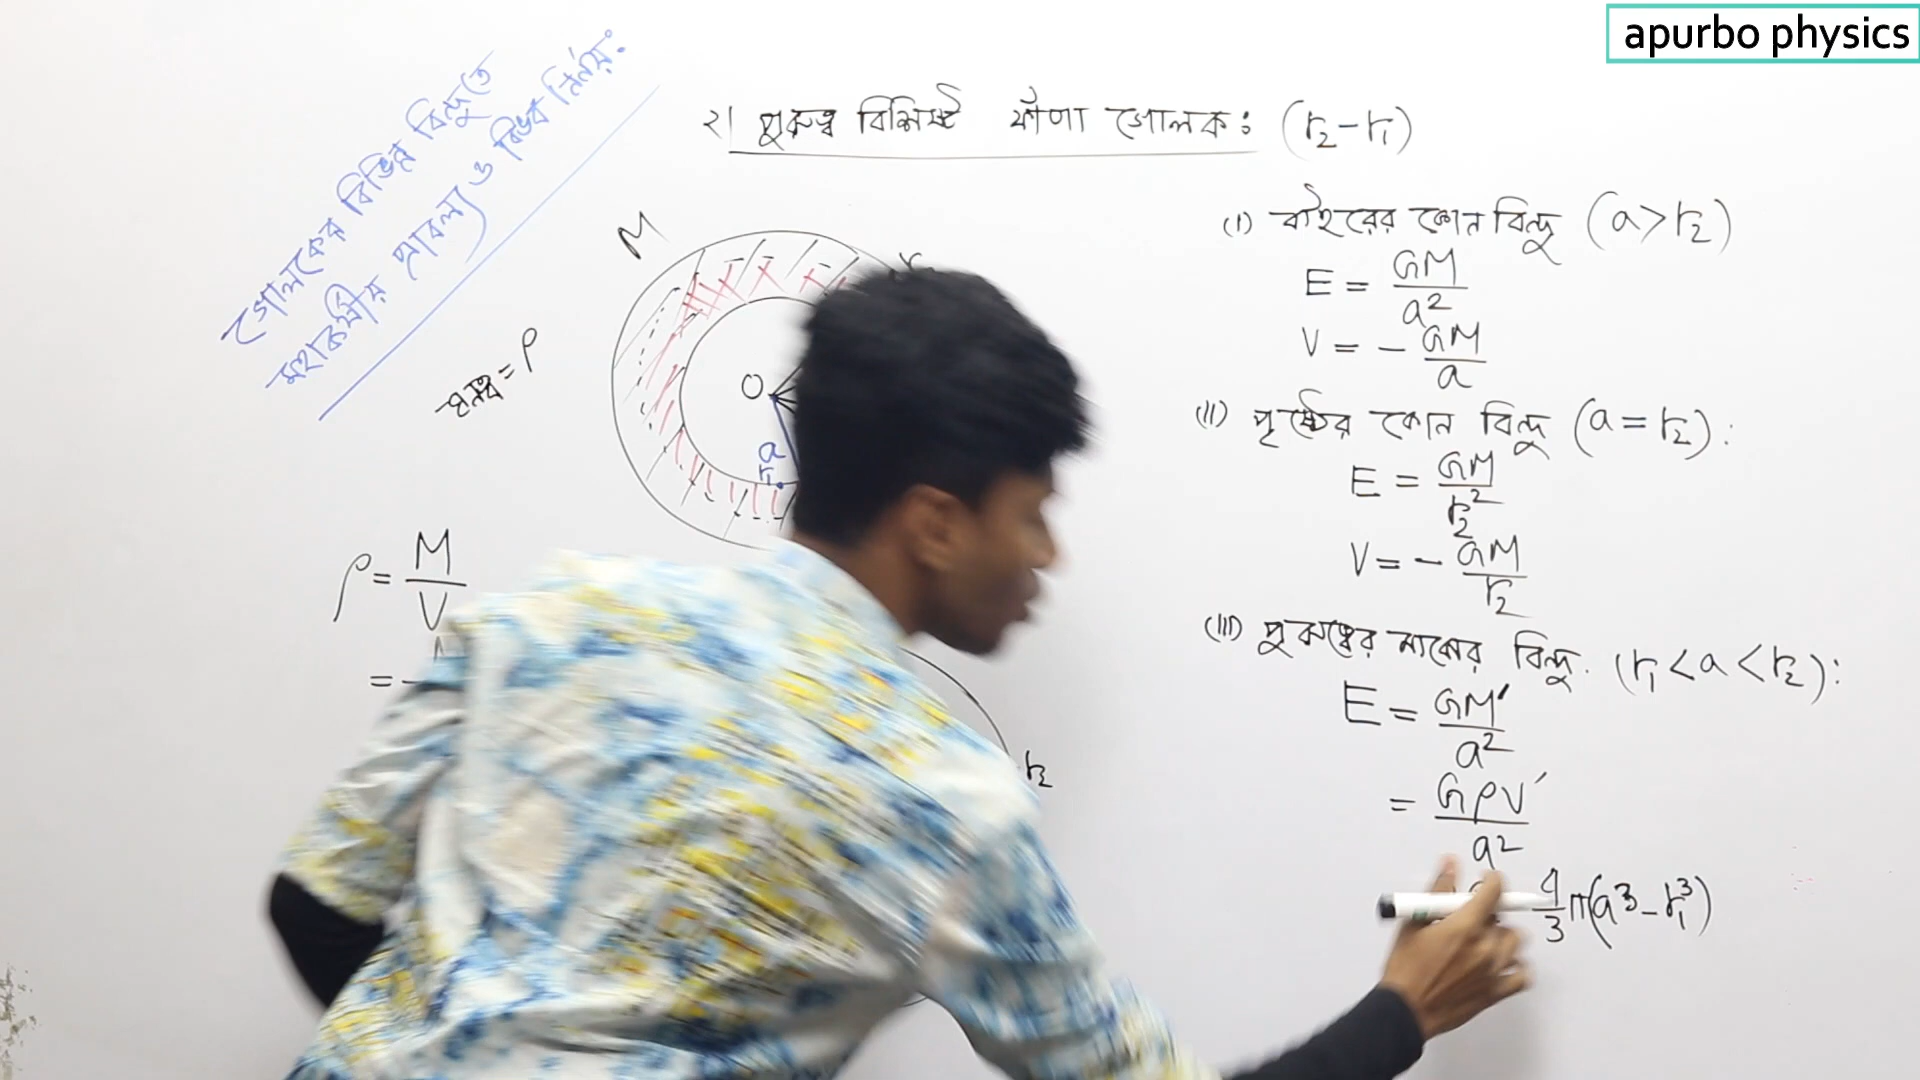 apurbo physics
গোলকের বিভিন্ন বিন্দুতে
মহাকর্ষীয় প্রাবল্য ও বিভব নির্ণয়:
২। পুরুত্ব বিশিষ্ট ফাঁপা গোলক: (r₂-r₁)
M
O
a
r₁
ঘনত্ব = ρ
ρ = M/V
=
r₂
(I) বাইরের কোন বিন্দু (a>r₂)
E = GM/a²
V = - GM/a
(II) পৃষ্ঠের কোন বিন্দু (a=r₂):
E = GM/r₂²
V = - GM/r₂
(III) পুরুত্বের মাঝের বিন্দু. (r₁<a<r₂):
E = GM'/a²
= GρV'/a²
4/3 π(a³-r₁³)